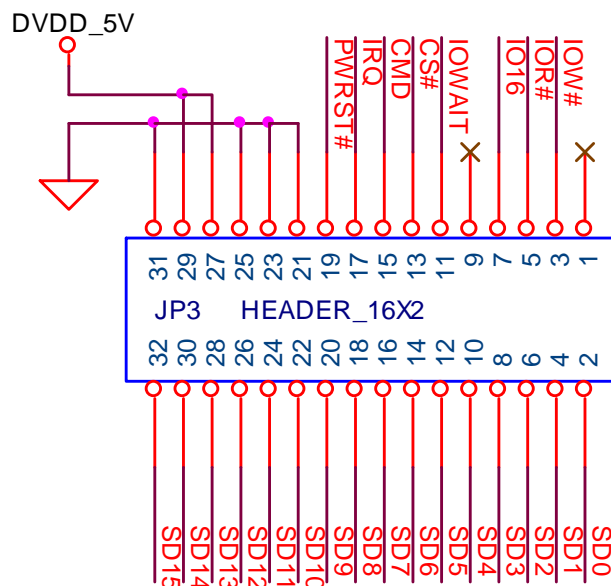 DVDD_5V
PWRST#
IRQ
CMD
CS#
IOWAIT
IO16
IOR#
IOW#
31 29 27 25 23 21 19 17 15 13 11 9 7 5 3 1
JP3 HEADER_16X2
32 30 28 26 24 22 20 18 16 14 12 10 8 6 4 2
SD15
SD14
SD13
SD12
SD11
SD10
SD9
SD8
SD7
SD6
SD5
SD4
SD3
SD2
SD1
SD0